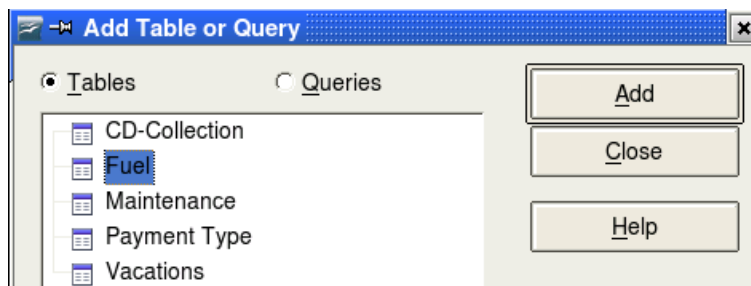 Add Table or Query
Tables
Queries
Add
CD-Collection
Fuel
Close
Maintenance
Payment Type
Help
Vacations